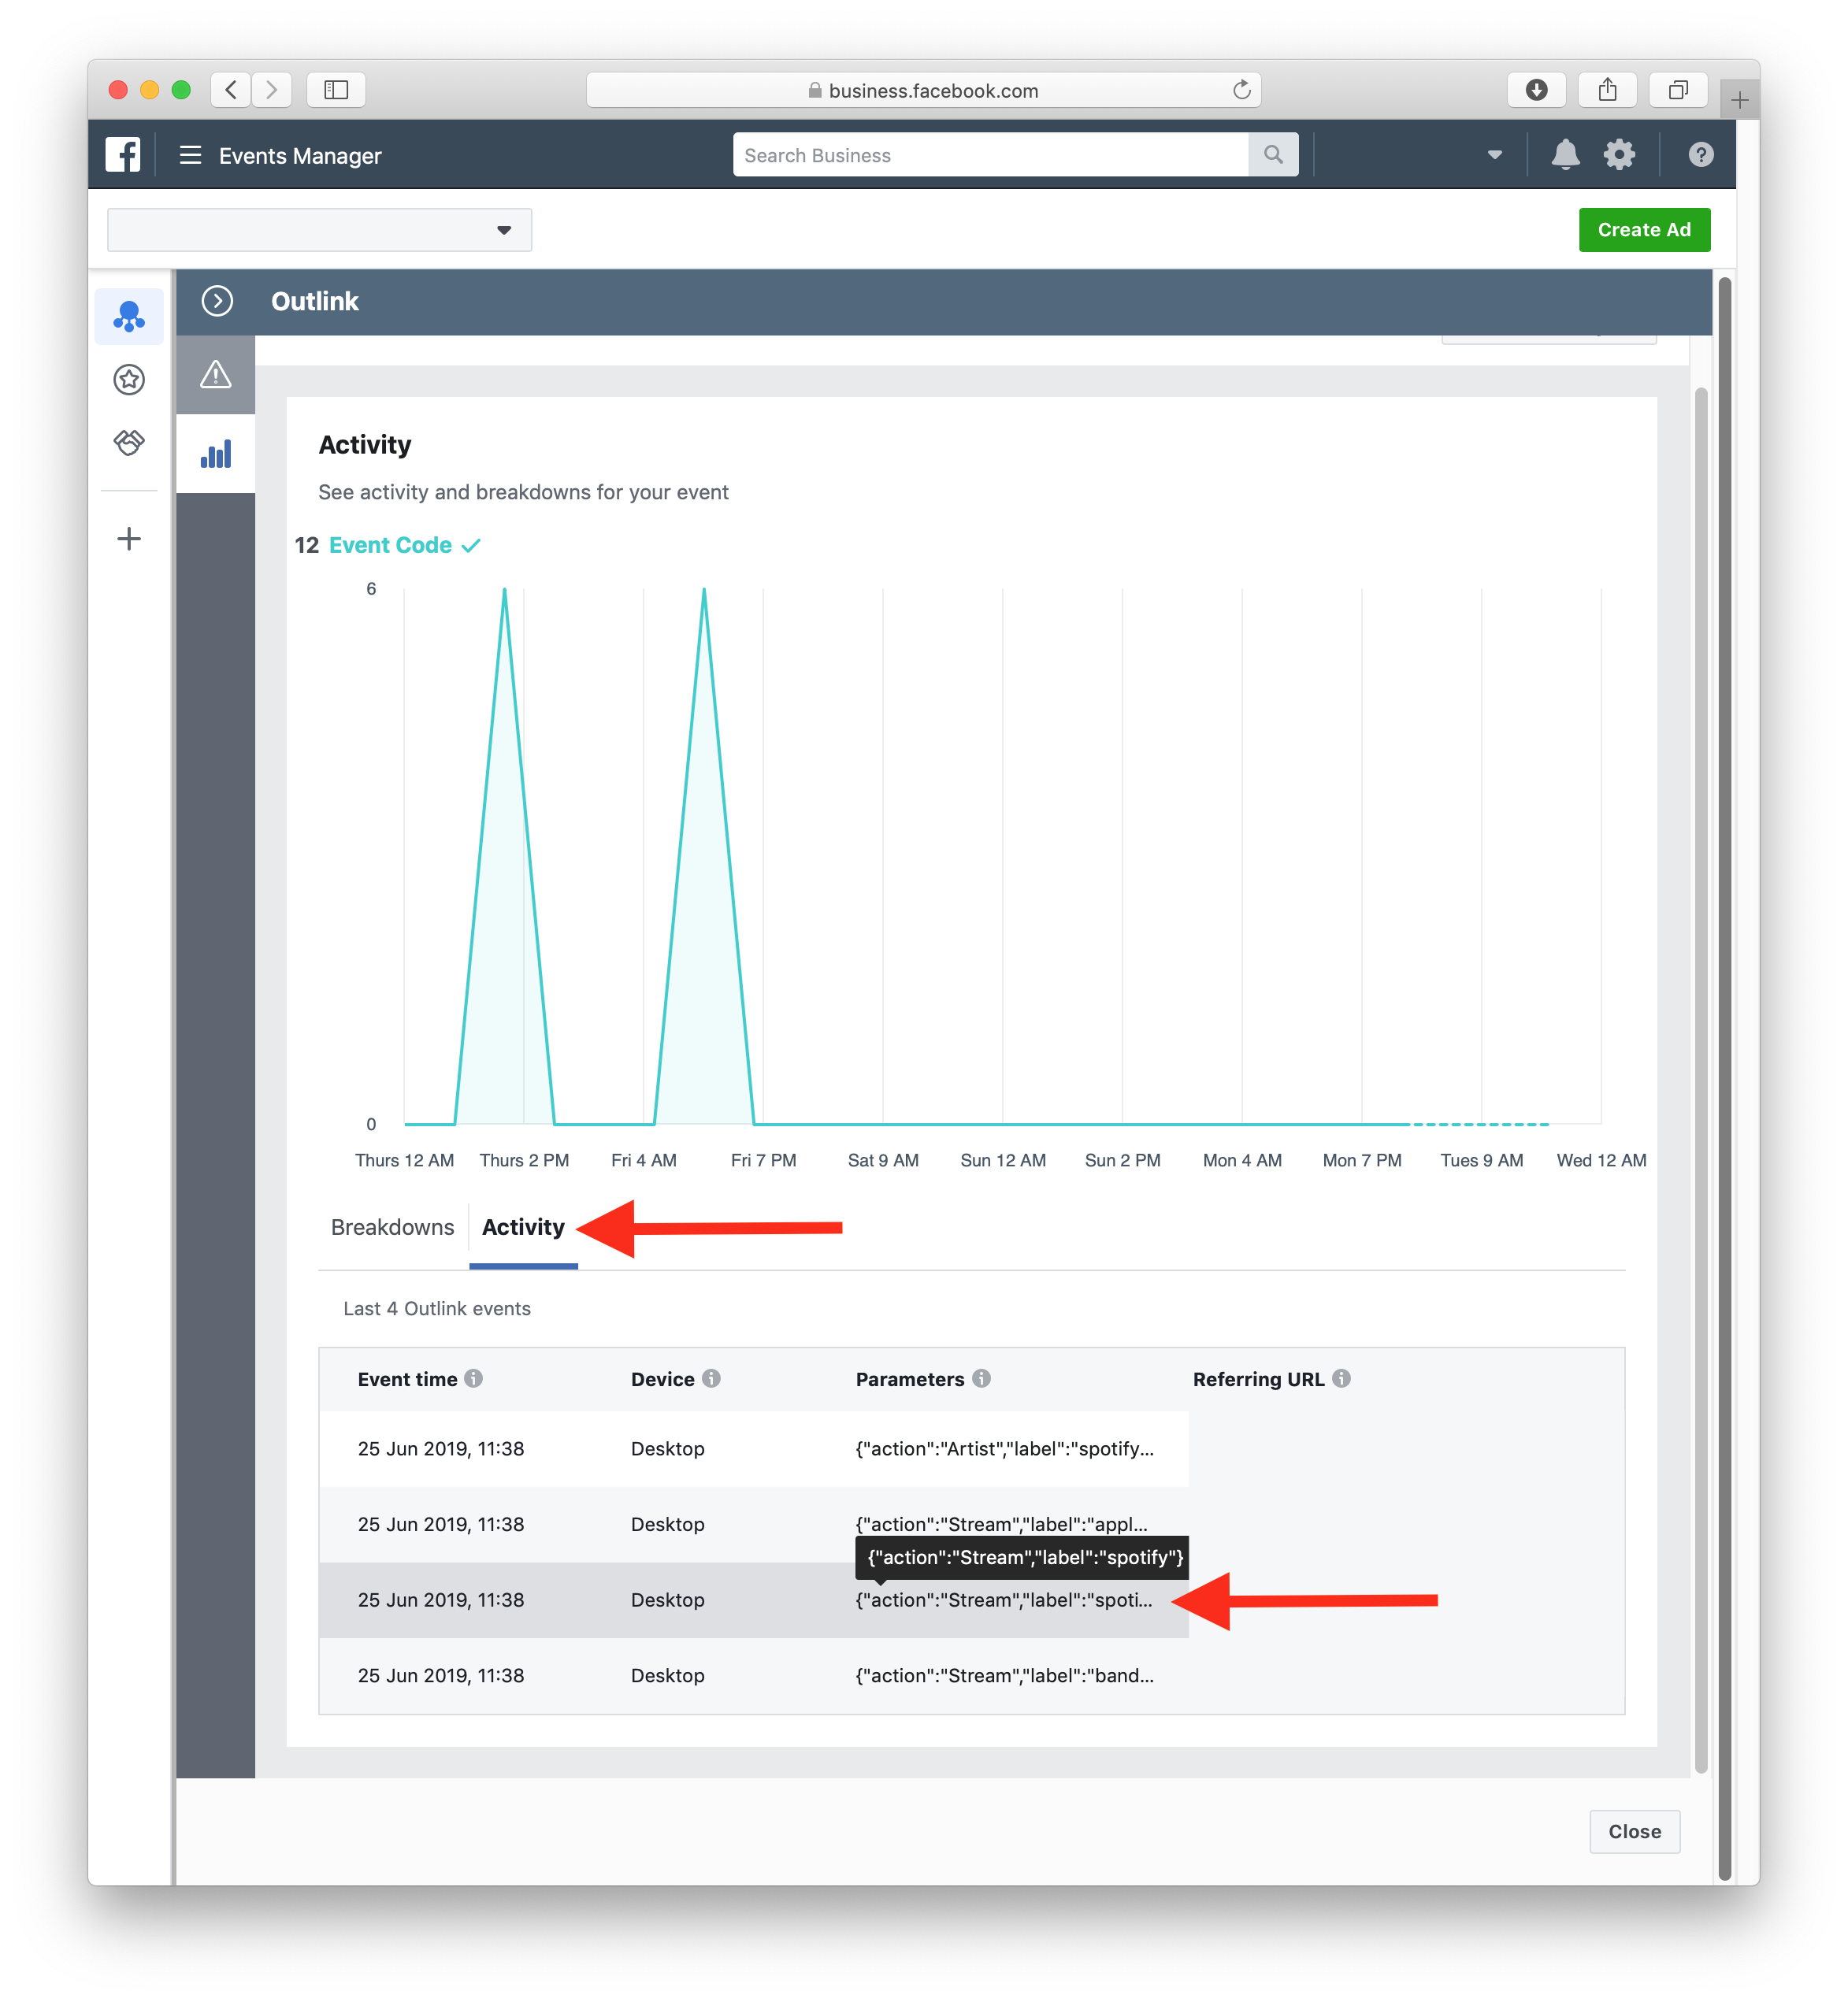 business.facebook.com
Events Manager
Search Business
Create Ad
Outlink
Activity
See activity and breakdowns for your event
12 Event Code
6
0
Thurs 12 AM Thurs 2 PM Fri 4 AM Fri 7 PM Sat 9 AM Sun 12 AM Sun 2 PM Mon 4 AM Mon 7 PM Tues 9 AM Wed 12 AM
Breakdowns Activity
Last 4 Outlink events
Event time Device Parameters Referring URL
25 Jun 2019, 11:38 Desktop {"action":"Artist","label":"spotify...
25 Jun 2019, 11:38 Desktop {"action":"Stream","label":"appl...
{"action":"Stream","label":"spotify"}
25 Jun 2019, 11:38 Desktop {"action":"Stream","label":"spoti...
25 Jun 2019, 11:38 Desktop {"action":"Stream","label":"band...
Close